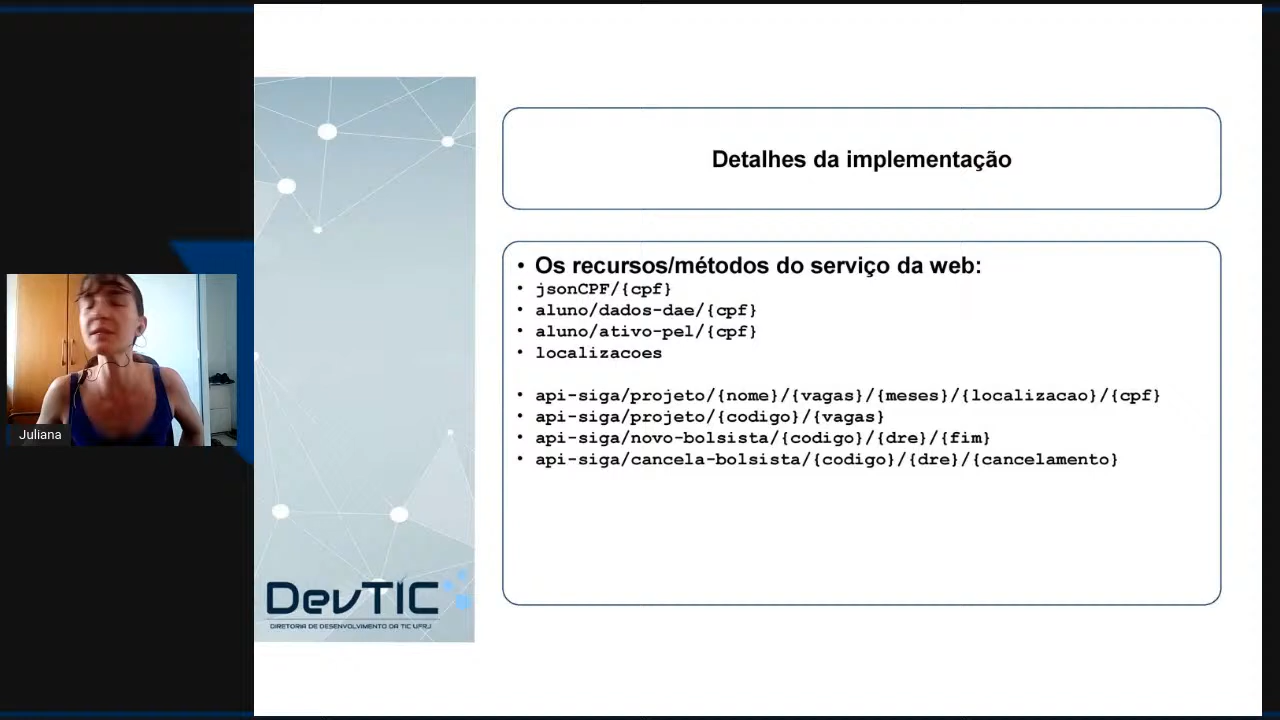 Detalhes da implementação
• Os recursos/métodos do serviço da web:
• jsonCPF/{cpf}
• aluno/dados-dae/{cpf}
• aluno/ativo-pel/{cpf}
• localizacoes
• api-siga/projeto/{nome}/{vagas}/{meses}/{localizacao}/{cpf}
• api-siga/projeto/{codigo}/{vagas}
• api-siga/novo-bolsista/{codigo}/{dre}/{fim}
• api-siga/cancela-bolsista/{codigo}/{dre}/{cancelamento}
Juliana
DevTIC
DIRETORIA DE DESENVOLVIMENTO DA TIC UFRJ